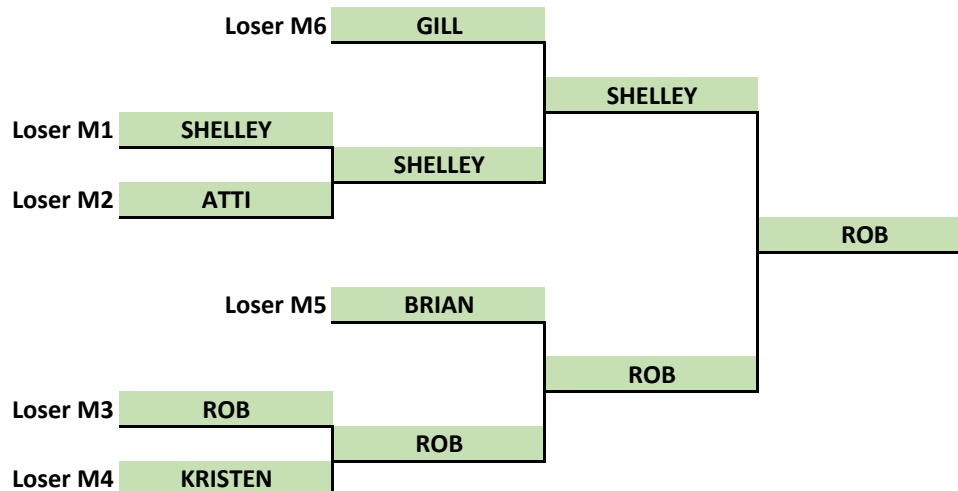 Loser M6 GILL
SHELLEY
Loser M1 SHELLEY
SHELLEY
Loser M2 ATTI
ROB
Loser M5 BRIAN
ROB
Loser M3 ROB
ROB
Loser M4 KRISTEN